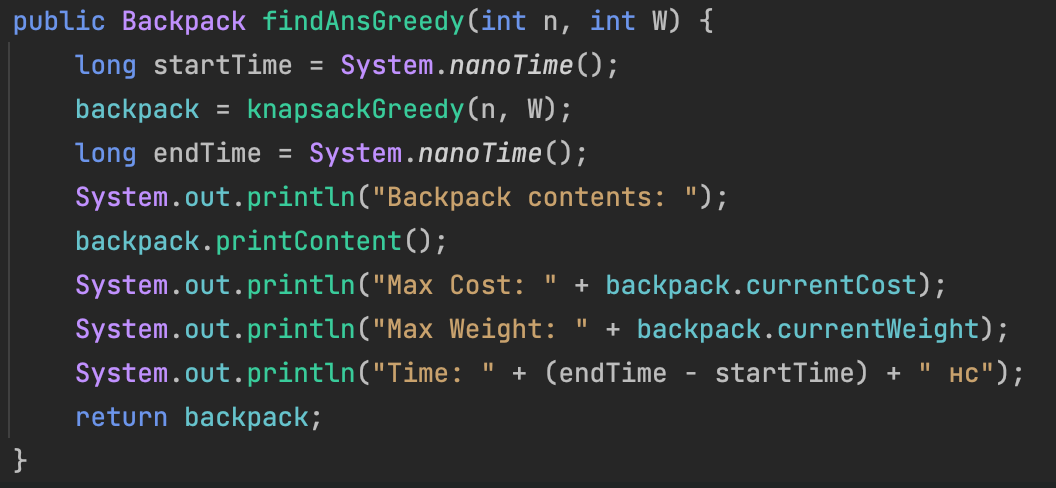 public Backpack findAnsGreedy(int n, int W) {
    long startTime = System.nanoTime();
    backpack = knapsackGreedy(n, W);
    long endTime = System.nanoTime();
    System.out.println("Backpack contents: ");
    backpack.printContent();
    System.out.println("Max Cost: " + backpack.currentCost);
    System.out.println("Max Weight: " + backpack.currentWeight);
    System.out.println("Time: " + (endTime - startTime) + " нс");
    return backpack;
}